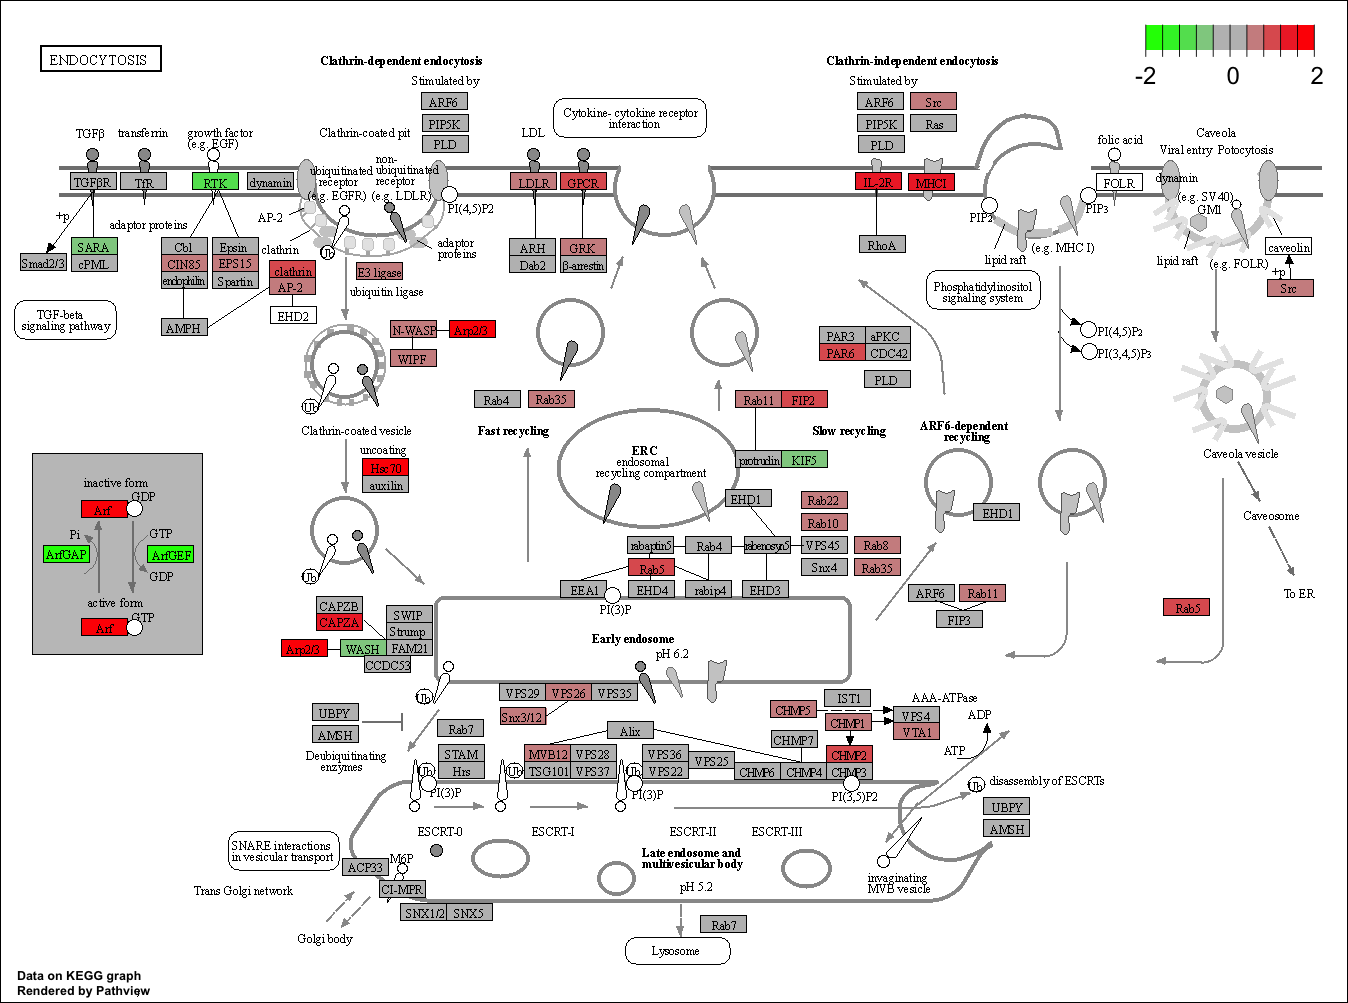 ENDOCYTOSIS
Clathrin-dependent endocytosis
Stimulated by
ARF6
PIP5K
PLD
Clathrin-independent endocytosis
Stimulated by
ARF6
Src
PIP5K
Ras
PLD
-2
0
2
Cytokine- cytokine receptor
interaction
TGFβ
transferrin
growth factor
(e.g. EGF)
Clathrin-coated pit
LDL
folic acid
Caveola
Viral entry
Potocytosis
TGFβR
TfR
RTK
dynamin
ubiquitinated
receptor
(e.g. EGFR)
non-
ubiquitinated
receptor
(e.g. LDLR)
PI(4,5)P2
LDLR
GPCR
IL-2R
MHCI
PIP2
PIP3
FOLR
dynamin
(e.g. SV40)
GM1
+p
adaptor proteins
AP-2
clathrin
Ub
adaptor
proteins
SARA
cPML
Smad2/3
Cbl
CIN85
endophilin
Epsin
EPS15
Spartin
clathrin
AP-2
EHD2
AMPH
E3 ligase
ubiquitin ligase
ARH
Dab2
GRK
β-arrestin
RhoA
lipid raft
(e.g. MHC I)
lipid raft
(e.g. FOLR)
caveolin
+p
Src
TGF-beta
signaling pathway
Phosphatidylinositol
signaling system
PI(4,5)P2
PI(3,4,5)P3
N-WASP
Arp2/3
WIPF
PAR3
aPKC
PAR6
CDC42
PLD
Ub
Rab4
Rab35
Rab11
FIP2
Clathrin-coated vesicle
uncoating
Hsc70
auxilin
Fast recycling
ERC
endosomal
recycling compartment
Slow recycling
protrudin
KIF5
ARF6-dependent
recycling
Caveola vesicle
inactive form
GDP
Arf
Pi
GTP
ArfGAP
ArfGEF
GDP
active form
GTP
Arf
EHD1
EHD1
Rab22
Rab10
Caveosome
rabaptin5
Rab4
rabenosyn5
VPS45
Rab8
Rab5
Snx4
Rab35
Ub
EEA1
EHD4
rabip4
EHD3
PI(3)P
ARF6
Rab11
FIP3
To ER
Rab5
CAPZB
CAPZA
SWIP
Strump
Arp2/3
WASH
FAM21
CCDC53
Early endosome
pH 6.2
Ub
VPS29
VPS26
VPS35
Snx3/12
UBPY
AMSH
Deubiquitinating
enzymes
Rab7
STAM
Hrs
Alix
MVB12
VPS28
TSG101
VPS37
VPS36
VPS22
VPS25
CHMP5
IST1
CHMP1
CHMP7
CHMP2
CHMP6
CHMP4
CHMP3
AAA-ATPase
VPS4
VTA1
ADP
ATP
Ub
PI(3)P
Ub
Ub
PI(3)P
PI(3,5)P2
Ub
disassembly of ESCRTs
UBPY
AMSH
ESCRT-0
ESCRT-I
ESCRT-II
ESCRT-III
SNARE interactions
in vesicular transport
Late endosome and
multivesicular body
pH 5.2
invaginating
MVB vesicle
ACP33
M6P
CI-MPR
Trans Golgi network
SNX1/2
SNX5
Rab7
Golgi body
Lysosome
Data on KEGG graph
Rendered by Pathview